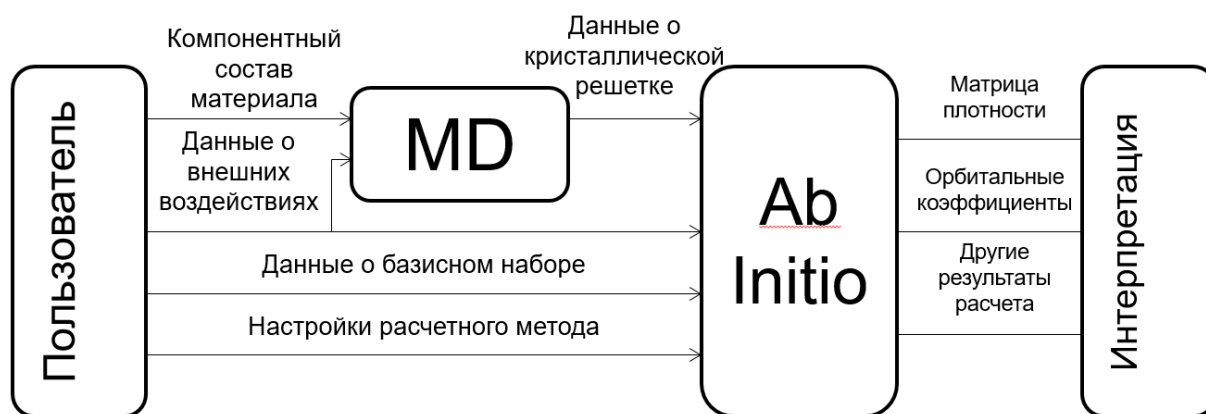 Пользователь
Компонентный
состав
материала
Данные о
внешних
воздействиях
MD
Данные о
кристаллической
решетке
Данные о базисном наборе
Настройки расчетного метода
Ab
Initio
Матрица
плотности
Орбитальные
коэффициенты
Другие
результаты
расчета
Интерпретация